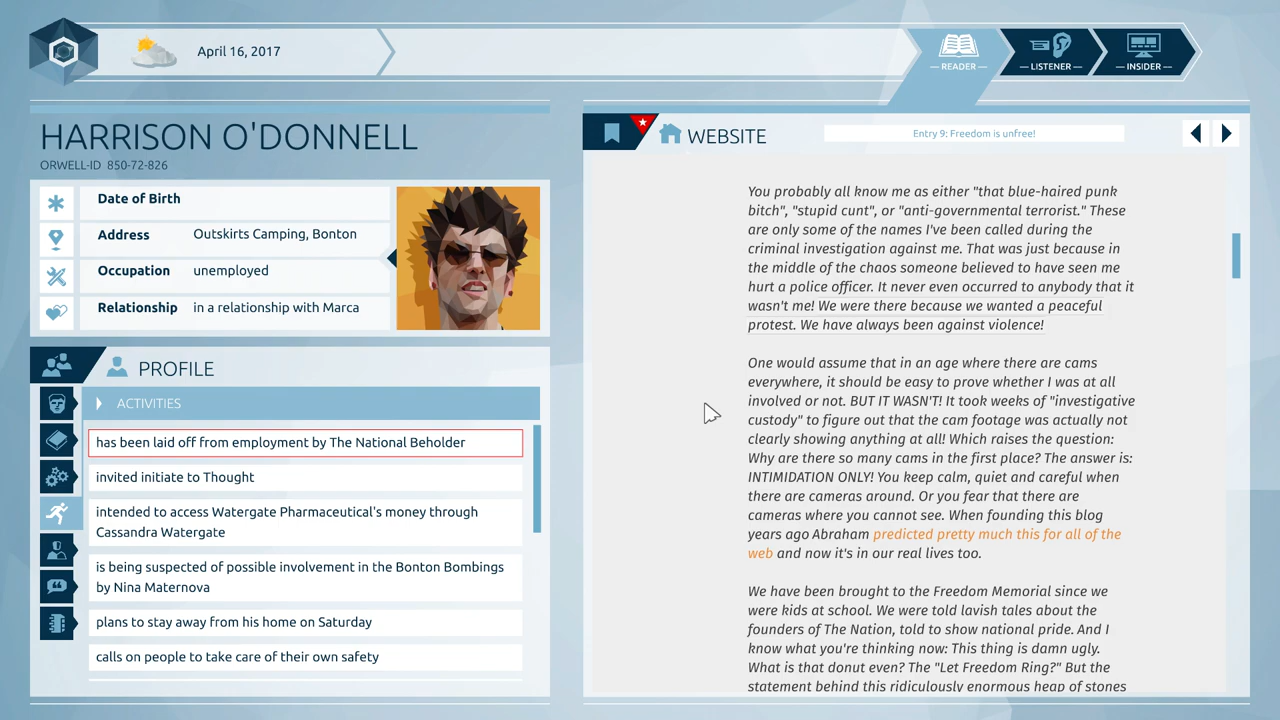 April 16, 2017
— READER —
— LISTENER —
— INSIDER —
HARRISON O'DONNELL
ORWELL-ID 850-72-826
Date of Birth
Address Outskirts Camping, Bonton
Occupation unemployed
Relationship in a relationship with Marca
PROFILE
ACTIVITIES
has been laid off from employment by The National Beholder
invited initiate to Thought
intended to access Watergate Pharmaceutical's money through
Cassandra Watergate
is being suspected of possible involvement in the Bonton Bombings
by Nina Maternova
plans to stay away from his home on Saturday
calls on people to take care of their own safety
WEBSITE
Entry 9: Freedom is unfree!
You probably all know me as either "that blue-haired punk
bitch", "stupid cunt", or "anti-governmental terrorist." These
are only some of the names I've been called during the
criminal investigation against me. That was just because in
the middle of the chaos someone believed to have seen me
hurt a police officer. It never even occurred to anybody that it
wasn't me! We were there because we wanted a peaceful
protest. We have always been against violence!
One would assume that in an age where there are cams
everywhere, it should be easy to prove whether I was at all
involved or not. BUT IT WASN'T! It took weeks of "investigative
custody" to figure out that the cam footage was actually not
clearly showing anything at all! Which raises the question:
Why are there so many cams in the first place? The answer is:
INTIMIDATION ONLY! You keep calm, quiet and careful when
there are cameras around. Or you fear that there are
cameras where you cannot see. When founding this blog
years ago Abraham predicted pretty much this for all of the
web and now it's in our real lives too.
We have been brought to the Freedom Memorial since we
were kids at school. We were told lavish tales about the
founders of The Nation, told to show national pride. And I
know what you're thinking now: This thing is damn ugly.
What is that donut even? The "Let Freedom Ring?" But the
statement behind this ridiculously enormous heap of stones